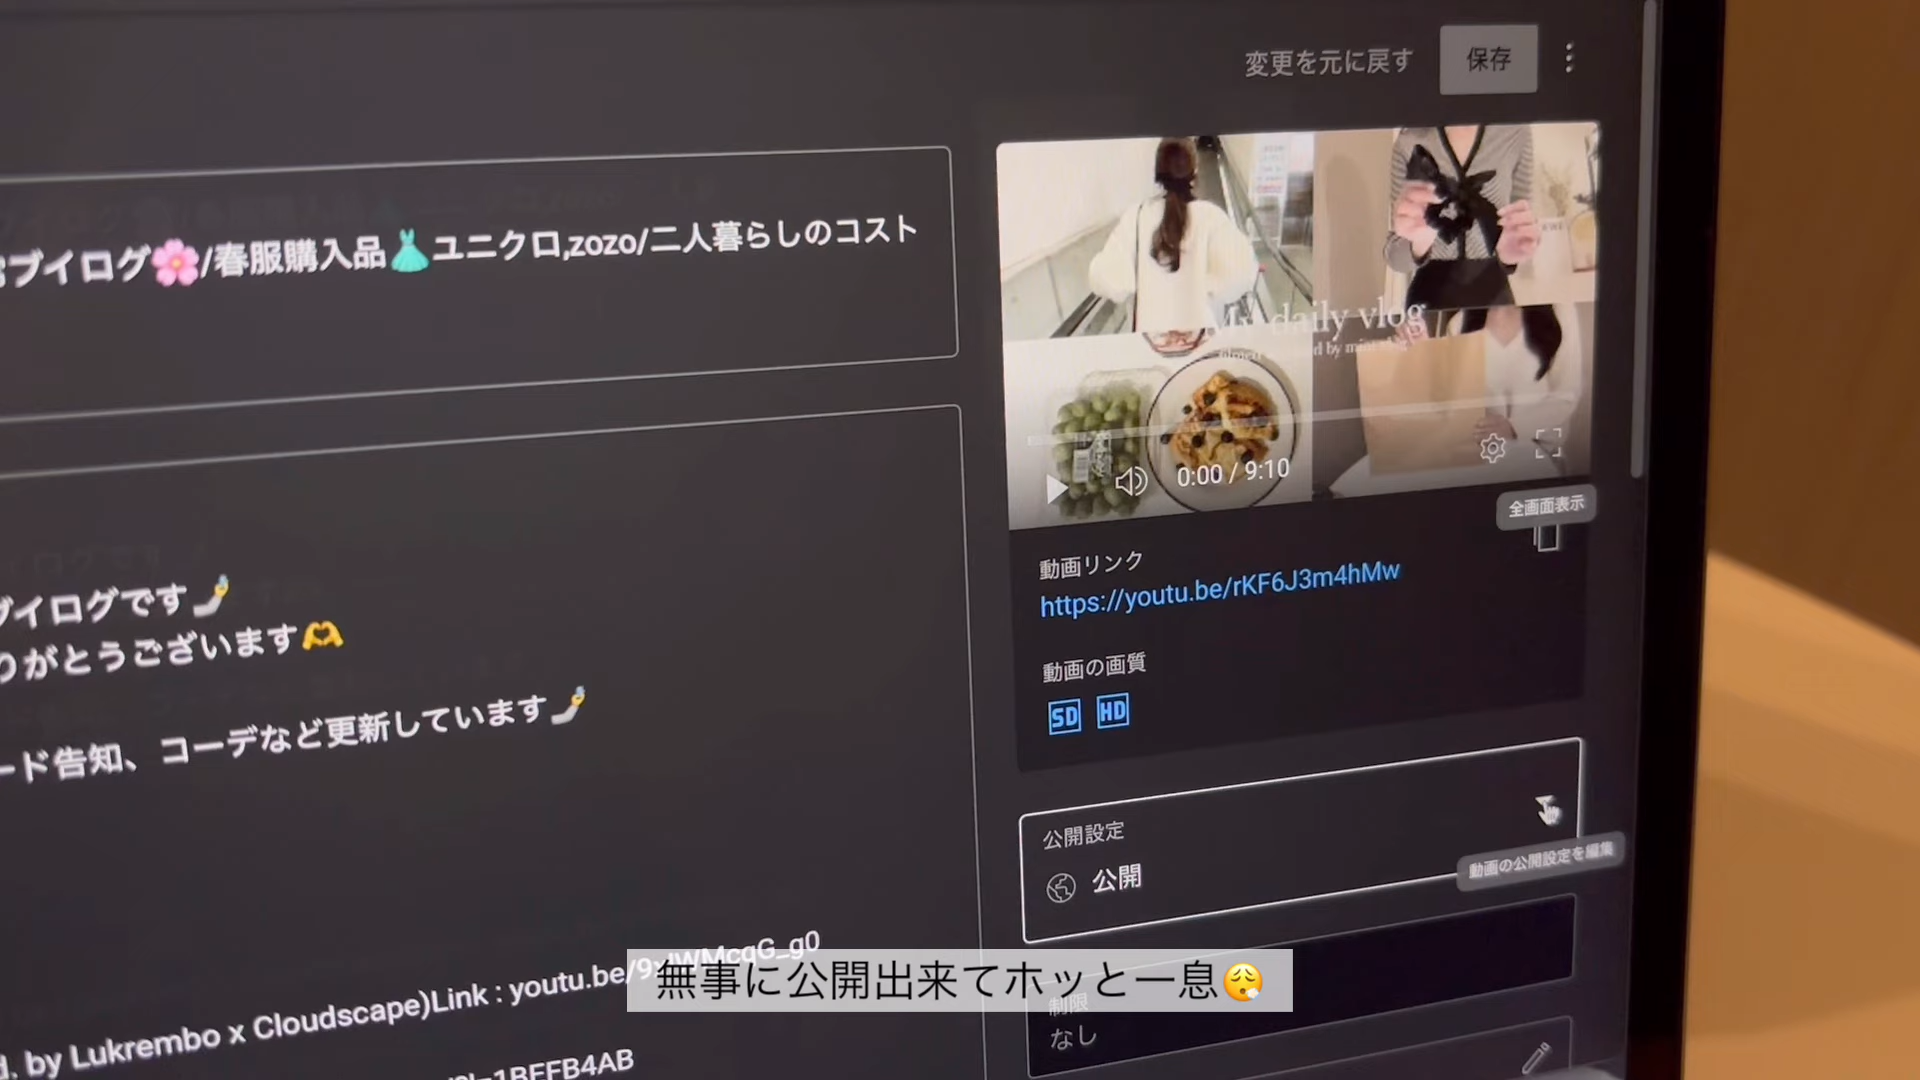 変更を元に戻す
保存
ブイログ🌸/春服購入品👗ユニクロ,zozo/二人暮らしのコスト
My daily vlog
0:00 / 9:10
全画面表示
動画リンク
https://youtu.be/rKF6J3m4hMw
動画の画質
SD HD
ブイログです🤳
りがとうございます🫶
ード告知、コーデなど更新しています🤳
公開設定
公開
動画の公開設定を編集
d. by Lukrembo x Cloudscape)Link : youtu.be/
1BFFB4AB
無事に公開出来てホッと一息😮‍💨
制限
なし